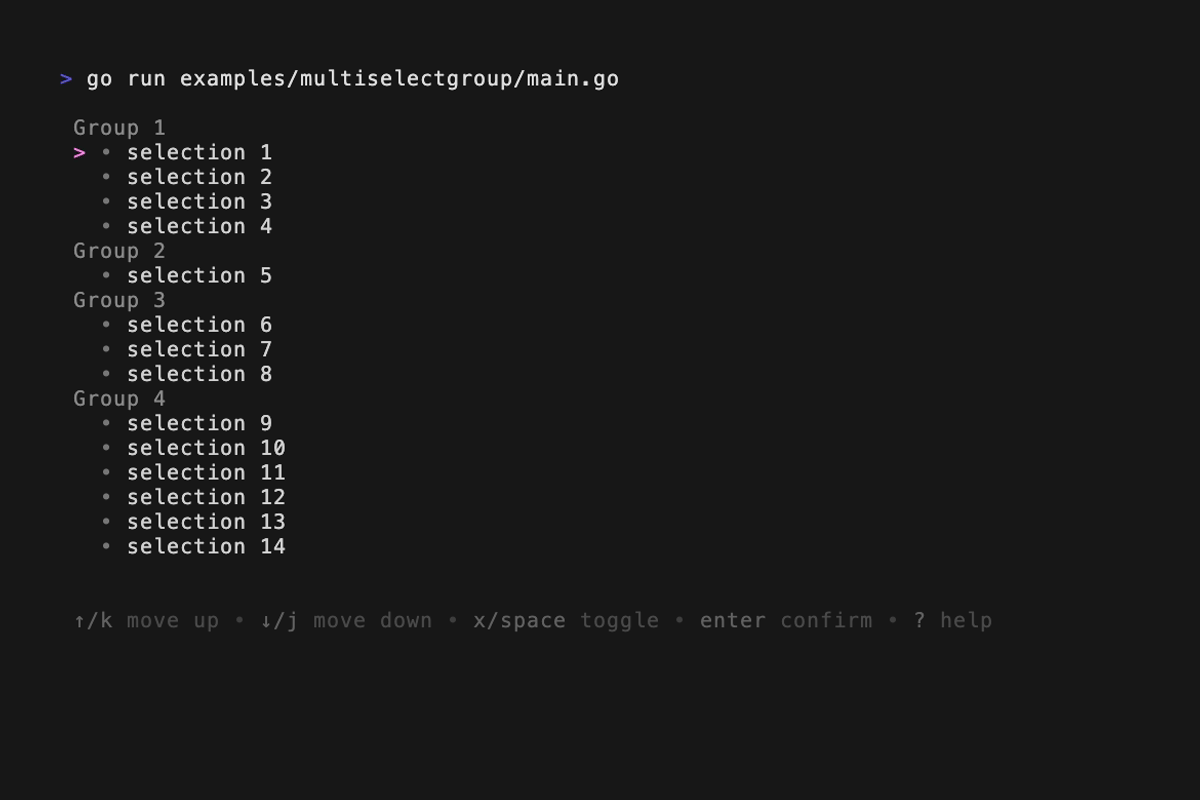 > go run examples/multiselectgroup/main.go
Group 1
> • selection 1
• selection 2
• selection 3
• selection 4
Group 2
• selection 5
Group 3
• selection 6
• selection 7
• selection 8
Group 4
• selection 9
• selection 10
• selection 11
• selection 12
• selection 13
• selection 14
↑/k move up • ↓/j move down • x/space toggle • enter confirm • ? help